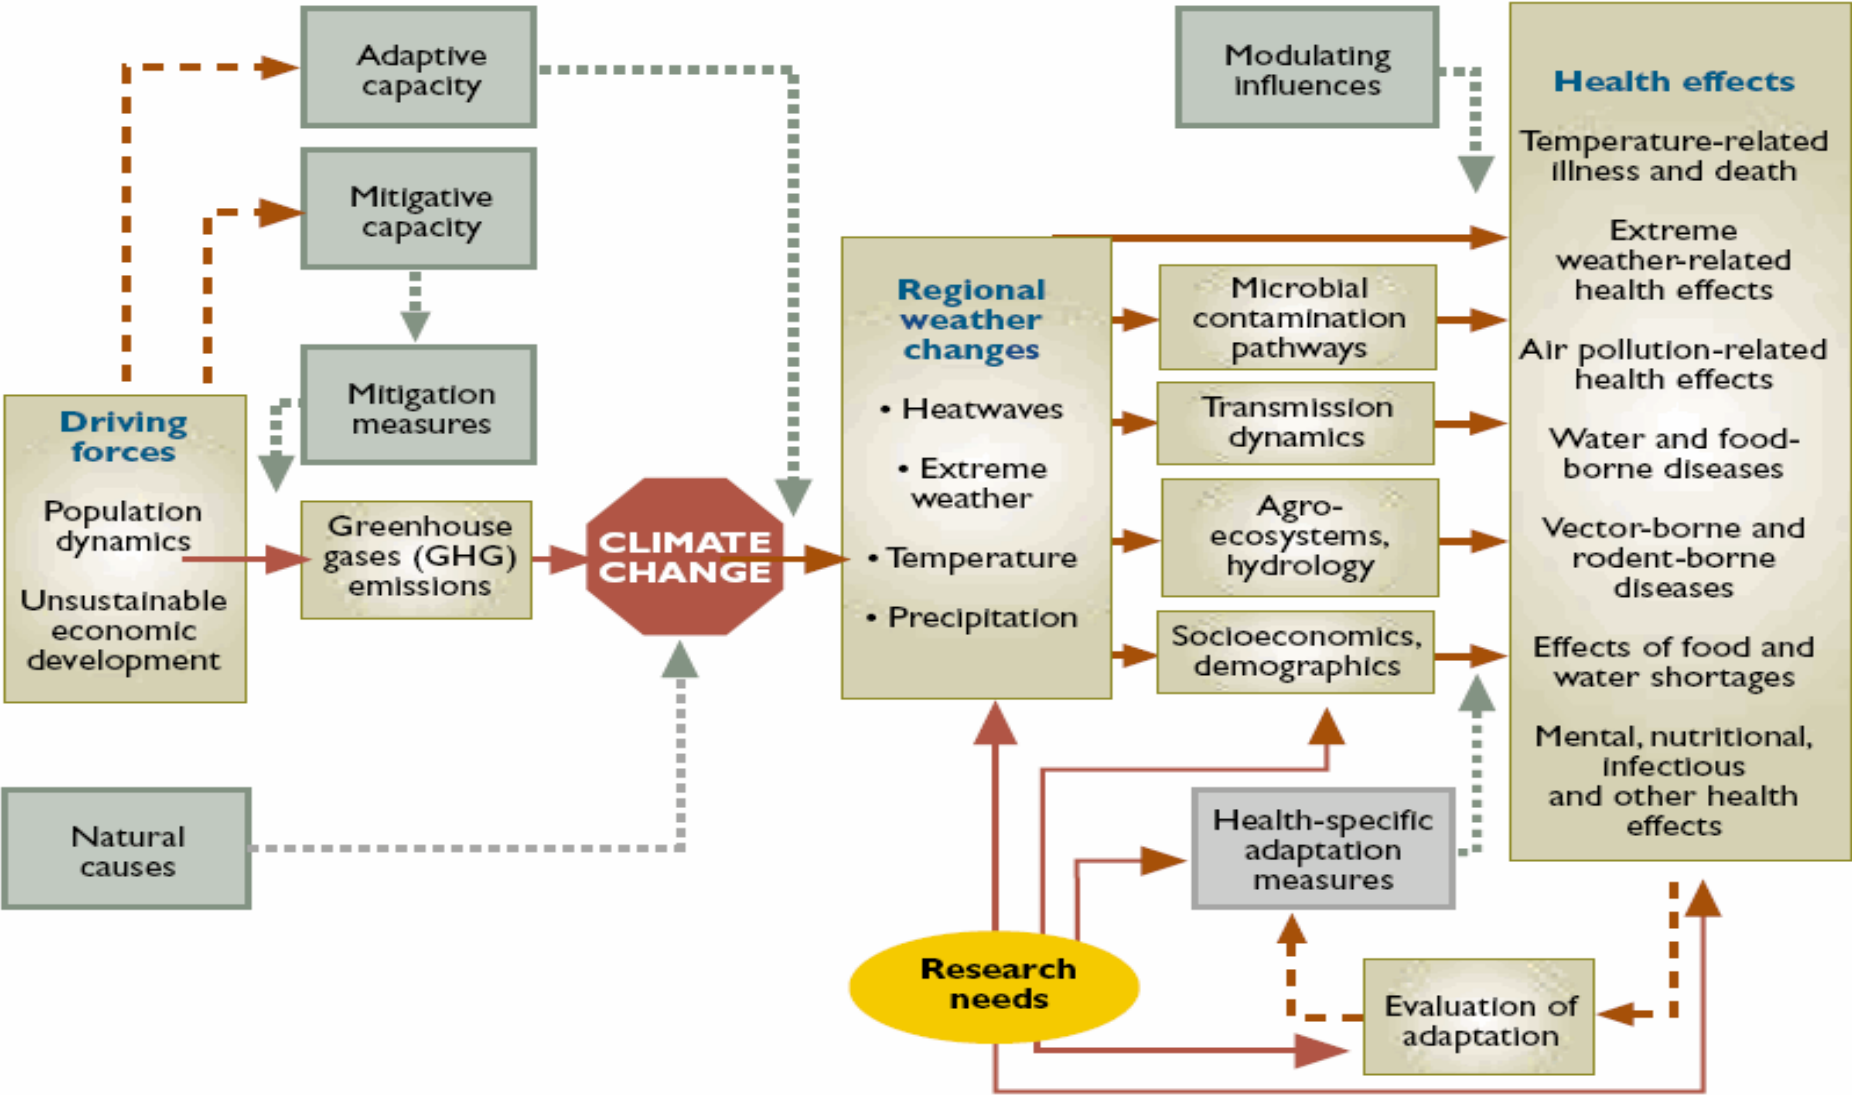 Adaptive
capacity
Mitigative
capacity
Mitigation
measures
Driving
forces
Population
dynamics
Unsustainable
economic
development
Greenhouse
gases (GHG)
emissions
CLIMATE
CHANGE
Natural
causes
Regional
weather
changes
• Heatwaves
• Extreme
weather
• Temperature
• Precipitation
Modulating
influences
Microbial
contamination
pathways
Transmission
dynamics
Agro-
ecosystems,
hydrology
Socioeconomics,
demographics
Health effects
Temperature-related
illness and death
Extreme
weather-related
health effects
Air pollution-related
health effects
Water and food-
borne diseases
Vector-borne and
rodent-borne
diseases
Effects of food and
water shortages
Mental, nutritional,
infectious
and other health
effects
Health-specific
adaptation
measures
Research
needs
Evaluation of
adaptation